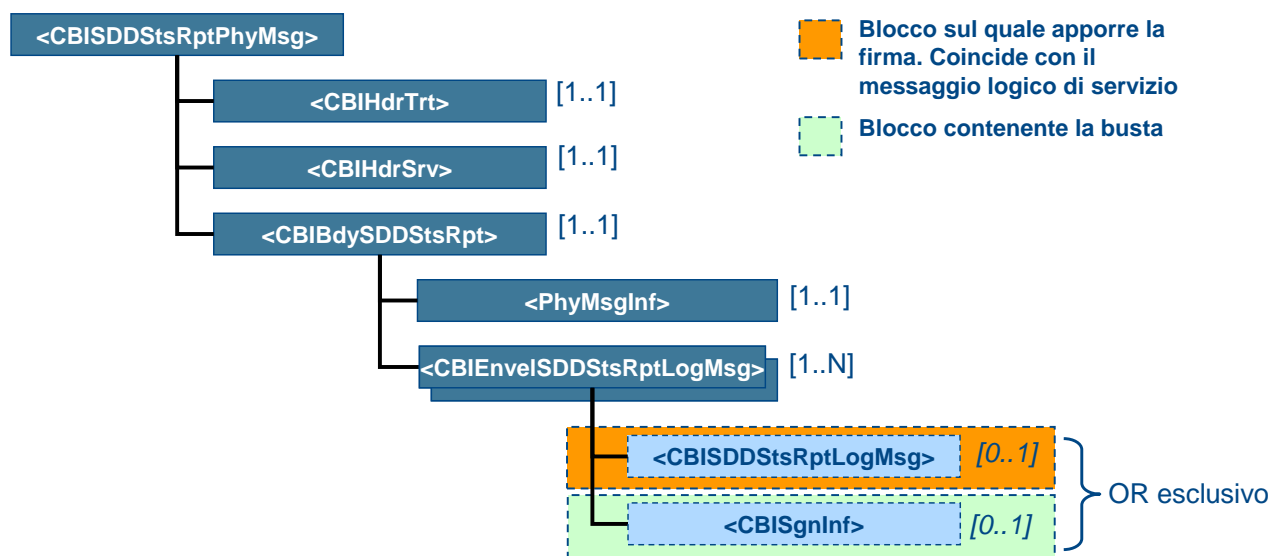 <CBISDDStsRptPhyMsg>
<CBIHdrTrt> [1..1]
<CBIHdrSrv> [1..1]
<CBIBdySDDStsRpt> [1..1]
<PhyMsgInf> [1..1]
<CBIEnvelSDDStsRptLogMsg> [1..N]
<CBISDDStsRptLogMsg> [0..1]
<CBISgnInf> [0..1]
OR esclusivo
Blocco sul quale apporre la
firma. Coincide con il
messaggio logico di servizio
Blocco contenente la busta